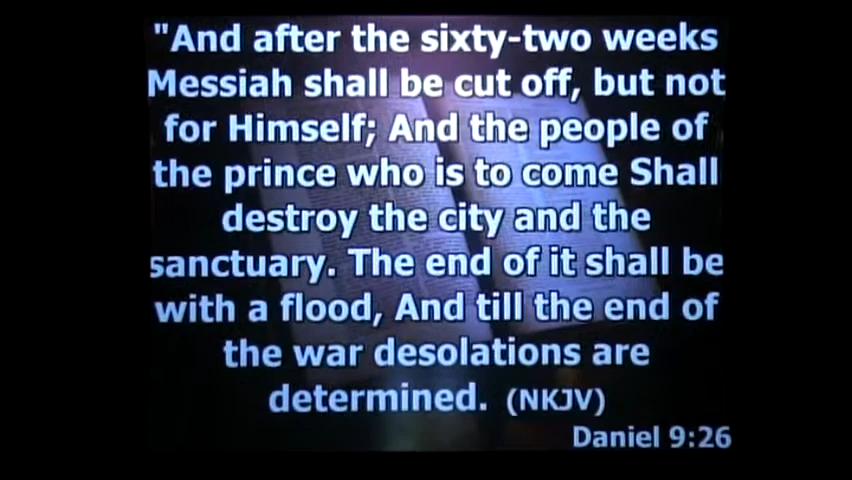 "And after the sixty-two weeks
Messiah shall be cut off, but not
for Himself; And the people of
the prince who is to come Shall
destroy the city and the
sanctuary. The end of it shall be
with a flood, And till the end of
the war desolations are
determined. (NKJV)
Daniel 9:26